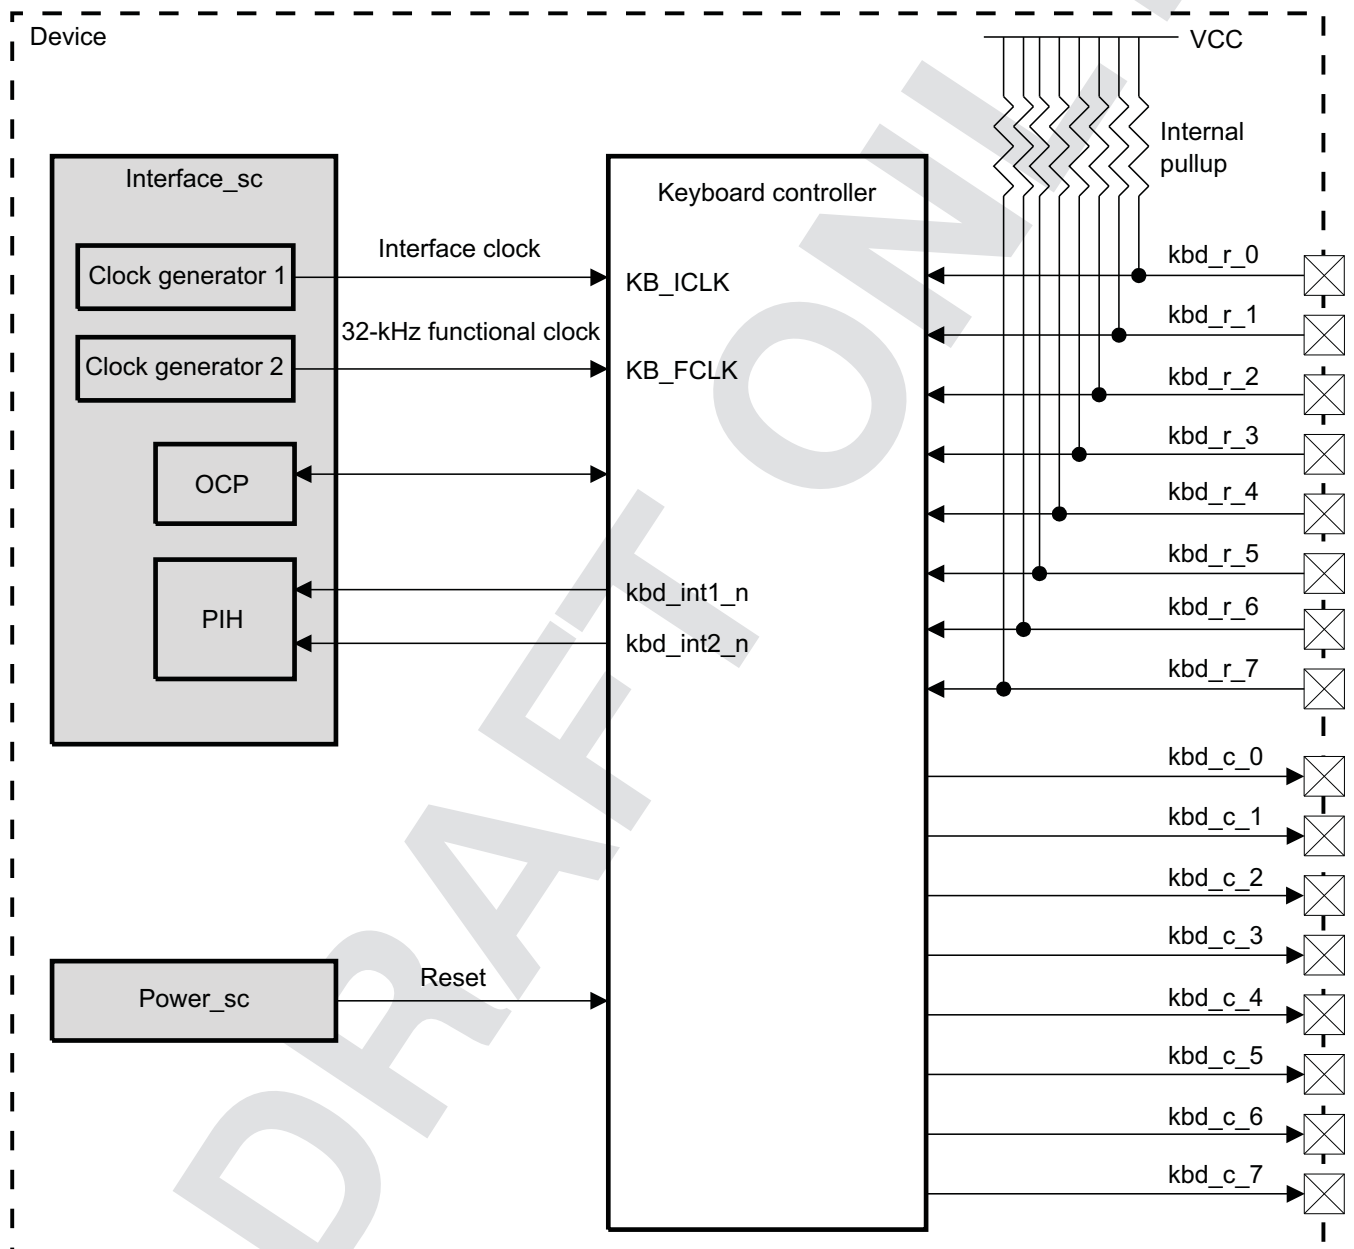 Device
VCC
Internal
pullup
Interface_sc
Keyboard controller
Interface clock
Clock generator 1
KB_ICLK
32-kHz functional clock
Clock generator 2
KB_FCLK
OCP
PIH
kbd_int1_n
kbd_int2_n
kbd_r_0
kbd_r_1
kbd_r_2
kbd_r_3
kbd_r_4
kbd_r_5
kbd_r_6
kbd_r_7
kbd_c_0
kbd_c_1
kbd_c_2
kbd_c_3
kbd_c_4
kbd_c_5
kbd_c_6
kbd_c_7
Power_sc
Reset
DRAFT ONL